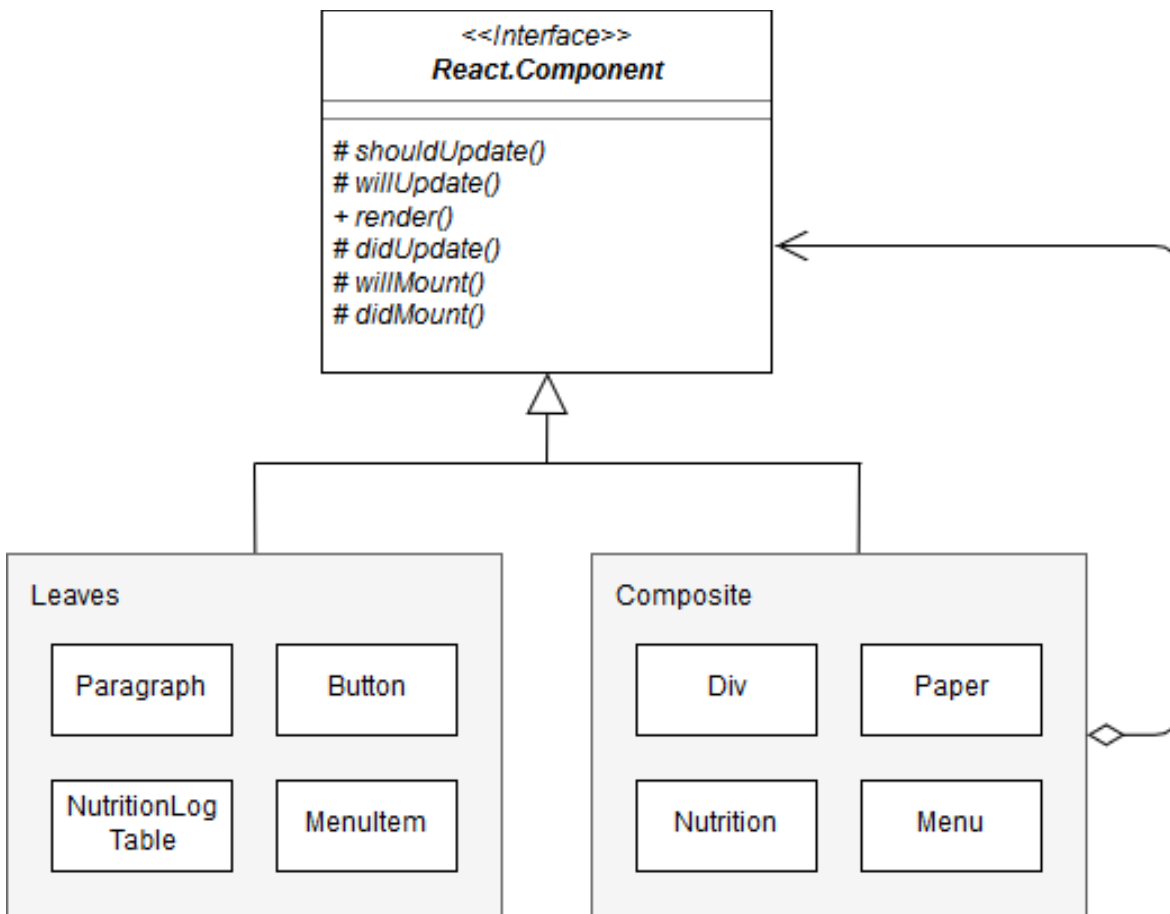 <<Interface>>
React.Component
# shouldUpdate()
# willUpdate()
+ render()
# didUpdate()
# willMount()
# didMount()
Leaves
Paragraph
Button
NutritionLog
Table
MenuItem
Composite
Div
Paper
Nutrition
Menu